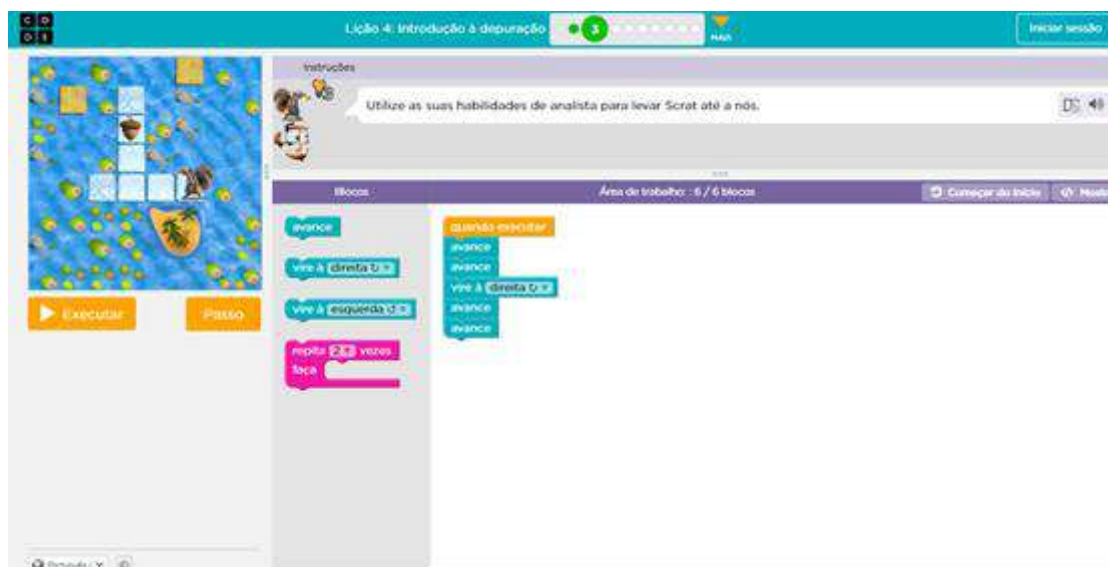 C O
D E
Lição 4: Introdução à depuração
3
MAIS
Iniciar sessão
Instruções
Utilize as suas habilidades de analista para levar Scrat até a nós.
Blocos
Área de trabalho: : 6 / 6 blocos
Começar do início
avance
vire à direita ↻
vire à esquerda ↺
repita 2 vezes
faça
quando executar
avance
avance
vire à direita ↻
avance
avance
Executar
Passo
Português